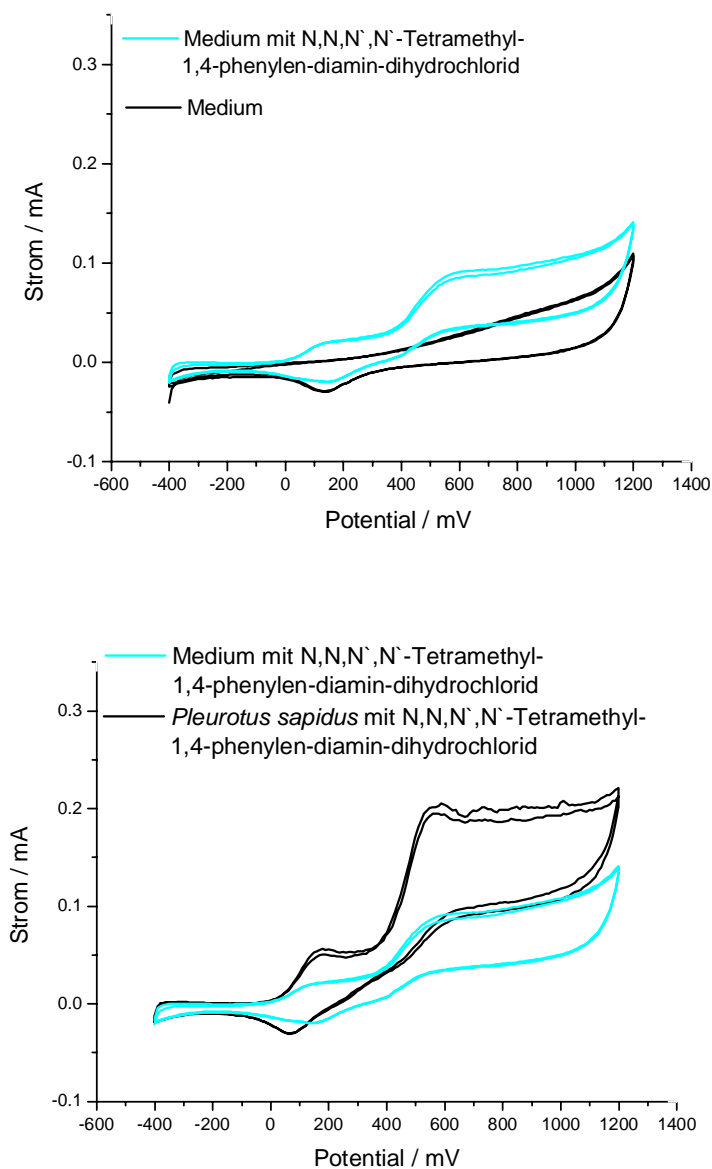 Medium mit N,N,N`,N`-Tetramethyl-
1,4-phenylen-diamin-dihydrochlorid
Medium
0.3
0.2
0.1
0.0
-0.1
Strom / mA
-600 -400 -200 0 200 400 600 800 1000 1200 1400
Potential / mV
Medium mit N,N,N`,N`-Tetramethyl-
1,4-phenylen-diamin-dihydrochlorid
Pleurotus sapidus mit N,N,N`,N`-Tetramethyl-
1,4-phenylen-diamin-dihydrochlorid
0.3
0.2
0.1
0.0
-0.1
Strom / mA
-600 -400 -200 0 200 400 600 800 1000 1200 1400
Potential / mV